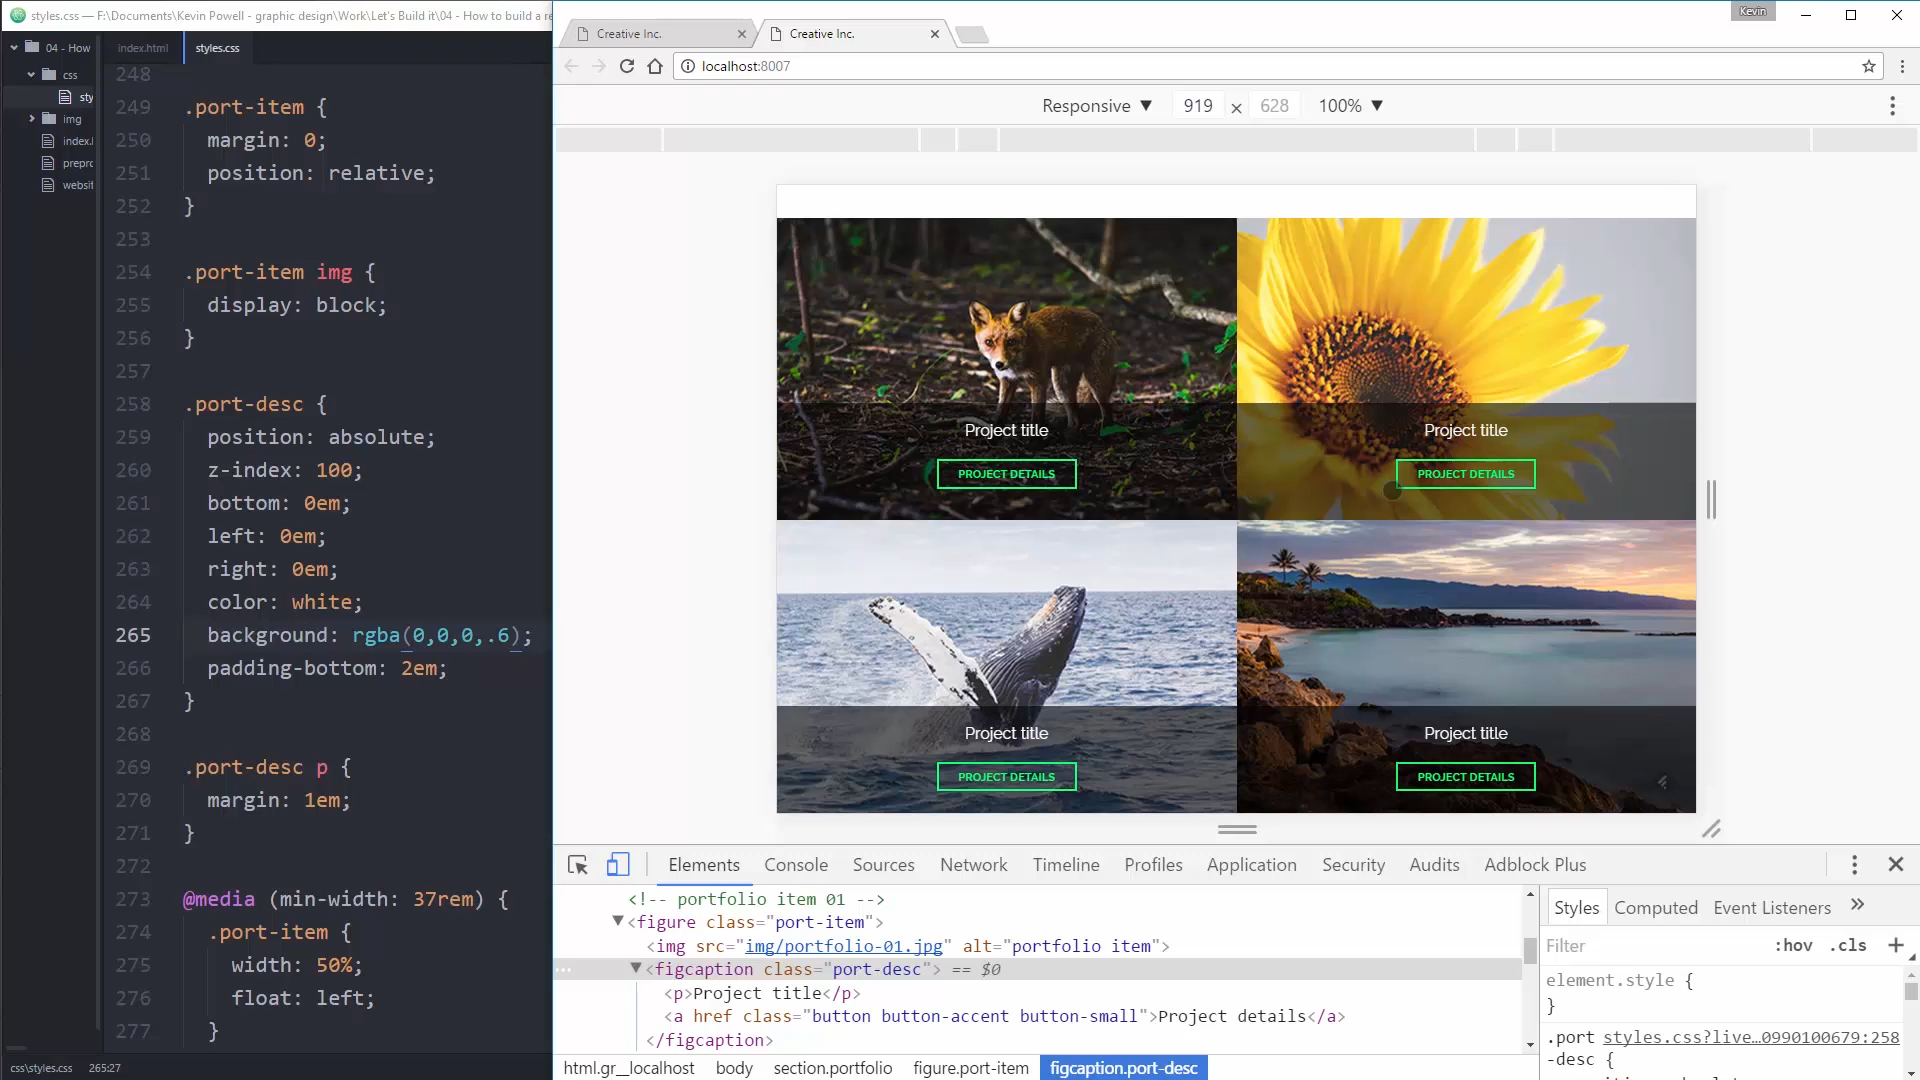 styles.css — F:\Documents\Kevin Powell - graphic design\Work\Let's Build it\04 - How to build a re
Kevin
04 - How
css
sty
img
index.
prepro
websit
index.html
styles.css
248
249 .port-item {
250 margin: 0;
251 position: relative;
252 }
253
254 .port-item img {
255 display: block;
256 }
257
258 .port-desc {
259 position: absolute;
260 z-index: 100;
261 bottom: 0em;
262 left: 0em;
263 right: 0em;
264 color: white;
265 background: rgba(0,0,0,.6);
266 padding-bottom: 2em;
267 }
268
269 .port-desc p {
270 margin: 1em;
271 }
272
273 @media (min-width: 37rem) {
274 .port-item {
275 width: 50%;
276 float: left;
277 }
css\styles.css 265:27
Creative Inc.
Creative Inc.
localhost:8007
Responsive ▼ 919 × 628 100% ▼
Project title
PROJECT DETAILS
Project title
PROJECT DETAILS
Project title
PROJECT DETAILS
Project title
PROJECT DETAILS
Elements Console Sources Network Timeline Profiles Application Security Audits Adblock Plus
<!-- portfolio item 01 -->
<figure class="port-item">
<img src="img/portfolio-01.jpg" alt="portfolio item">
<figcaption class="port-desc"> == $0
<p>Project title</p>
<a href class="button button-accent button-small">Project details</a>
</figcaption>
html.gr__localhost body section.portfolio figure.port-item figcaption.port-desc
Styles Computed Event Listeners »
Filter :hov .cls +
element.style {
}
.port styles.css?live…0990100679:258
-desc {